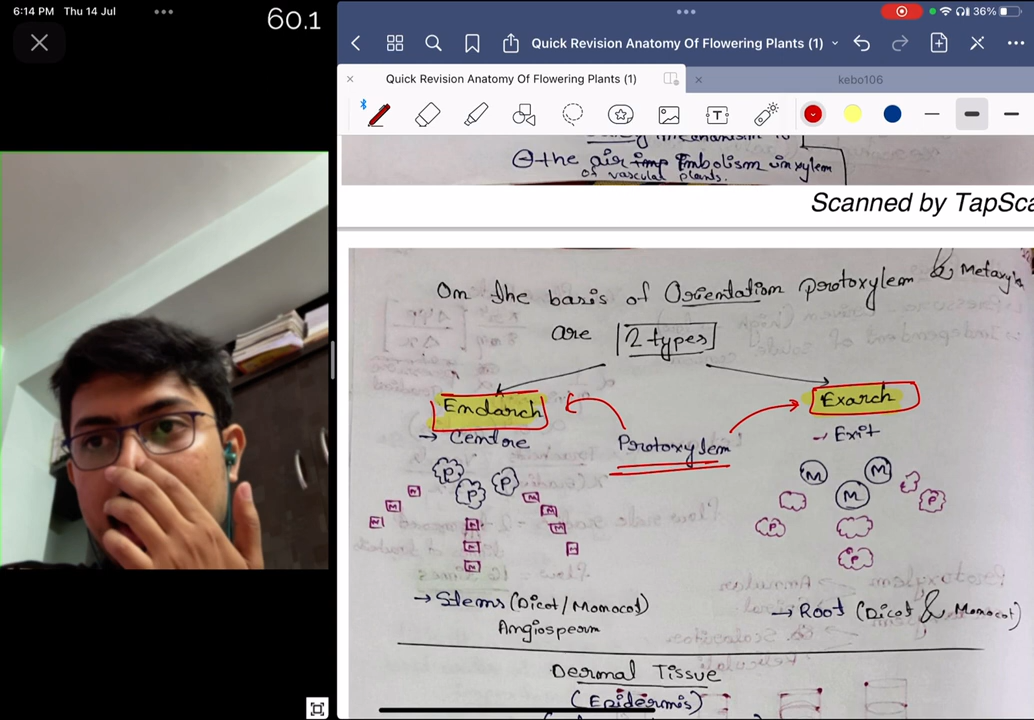 6:14 PM Thu 14 Jul
60.1
36%
Quick Revision Anatomy Of Flowering Plants (1)
Quick Revision Anatomy Of Flowering Plants (1)
kebo106
T
the air Embolism in xylem
of vascular plants.
Scanned by TapSca
On the basis of Orientation protoxylem & Metaxyle
are 2 types
Endarch
Exarch
→ Centre
Protoxylem
→ Exit
P P P
M M M
M M M M M M M M M M
P P P
→ Stems (Dicot/Monocot)
Angiosperm
→ Root (Dicot & Monocot)
Dermal Tissue
(Epidermis)